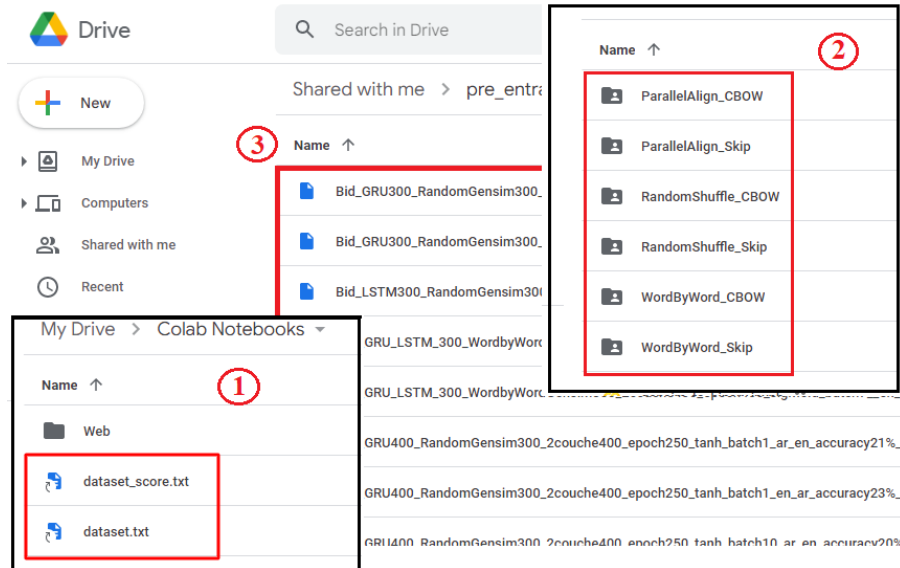 Drive
Search in Drive
New
My Drive
Computers
Shared with me
Recent
Shared with me > pre_entra
3
Name ↑
Bid_GRU300_RandomGensim300_
Bid_GRU300_RandomGensim300_
Bid_LSTM300_RandomGensim300
GRU_LSTM_300_WordbyWord
GRU_LSTM_300_WordbyWord
GRU400_RandomGensim300_2couche400_epoch250_tanh_batch1_ar_en_accuracy21%_
GRU400_RandomGensim300_2couche400_epoch250_tanh_batch1_en_ar_accuracy23%_
GRU400_RandomGensim300_2couche400_epoch250_tanh_batch10_ar_en_accuracy20%
Name ↑
2
ParallelAlign_CBOW
ParallelAlign_Skip
RandomShuffle_CBOW
RandomShuffle_Skip
WordByWord_CBOW
WordByWord_Skip
My Drive > Colab Notebooks
Name ↑
1
Web
dataset_score.txt
dataset.txt